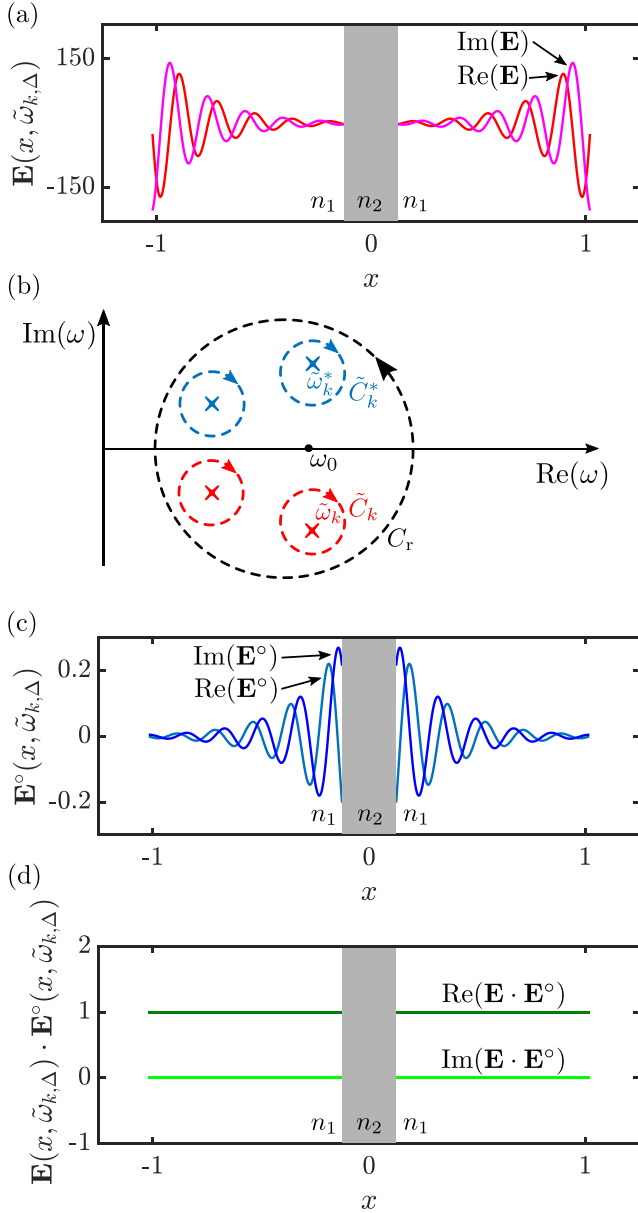 (a)
E(x, ω̃k,Δ)
150
-150
Im(E)
Re(E)
n₁ n₂ n₁
-1 0 1
x
(b)
Im(ω)
ω̃k* C̃k*
ω₀
Re(ω)
ω̃k C̃k
Cr
(c)
E°(x, ω̃k,Δ)
0.2
0
-0.2
Im(E°)
Re(E°)
n₁ n₂ n₁
-1 0 1
x
(d)
E(x, ω̃k,Δ) · E°(x, ω̃k,Δ)
2
1
0
-1
Re(E · E°)
Im(E · E°)
n₁ n₂ n₁
-1 0 1
x